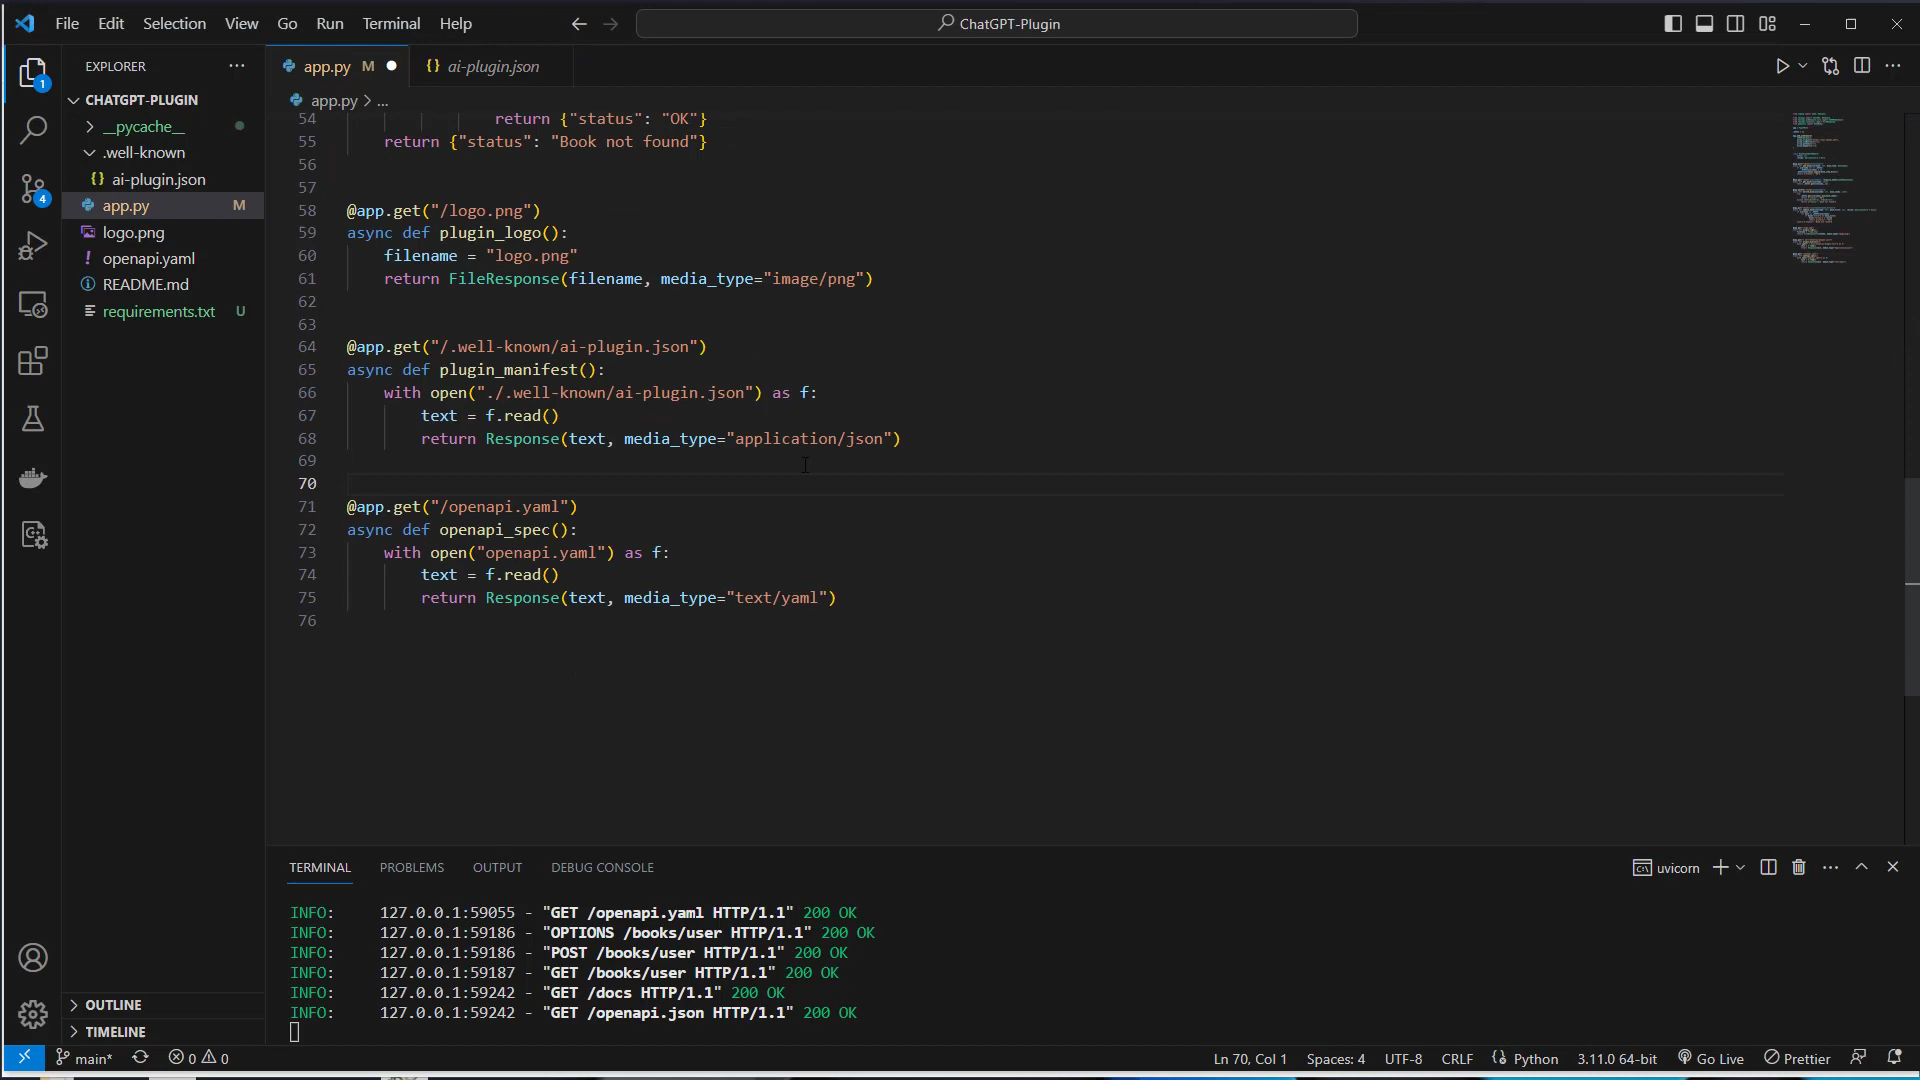 File Edit Selection View Go Run Terminal Help
ChatGPT-Plugin
EXPLORER
CHATGPT-PLUGIN
__pycache__
.well-known
ai-plugin.json
app.py M
logo.png
openapi.yaml
README.md
requirements.txt U
OUTLINE
TIMELINE
1
4
app.py M
ai-plugin.json
app.py > ...
54 return {"status": "OK"}
55 return {"status": "Book not found"}
56
57
58 @app.get("/logo.png")
59 async def plugin_logo():
60 filename = "logo.png"
61 return FileResponse(filename, media_type="image/png")
62
63
64 @app.get("/.well-known/ai-plugin.json")
65 async def plugin_manifest():
66 with open("./.well-known/ai-plugin.json") as f:
67 text = f.read()
68 return Response(text, media_type="application/json")
69
70
71 @app.get("/openapi.yaml")
72 async def openapi_spec():
73 with open("openapi.yaml") as f:
74 text = f.read()
75 return Response(text, media_type="text/yaml")
76
TERMINAL PROBLEMS OUTPUT DEBUG CONSOLE
uvicorn
INFO: 127.0.0.1:59055 - "GET /openapi.yaml HTTP/1.1" 200 OK
INFO: 127.0.0.1:59186 - "OPTIONS /books/user HTTP/1.1" 200 OK
INFO: 127.0.0.1:59186 - "POST /books/user HTTP/1.1" 200 OK
INFO: 127.0.0.1:59187 - "GET /books/user HTTP/1.1" 200 OK
INFO: 127.0.0.1:59242 - "GET /docs HTTP/1.1" 200 OK
INFO: 127.0.0.1:59242 - "GET /openapi.json HTTP/1.1" 200 OK
main* 0 0
Ln 70, Col 1 Spaces: 4 UTF-8 CRLF Python 3.11.0 64-bit Go Live Prettier